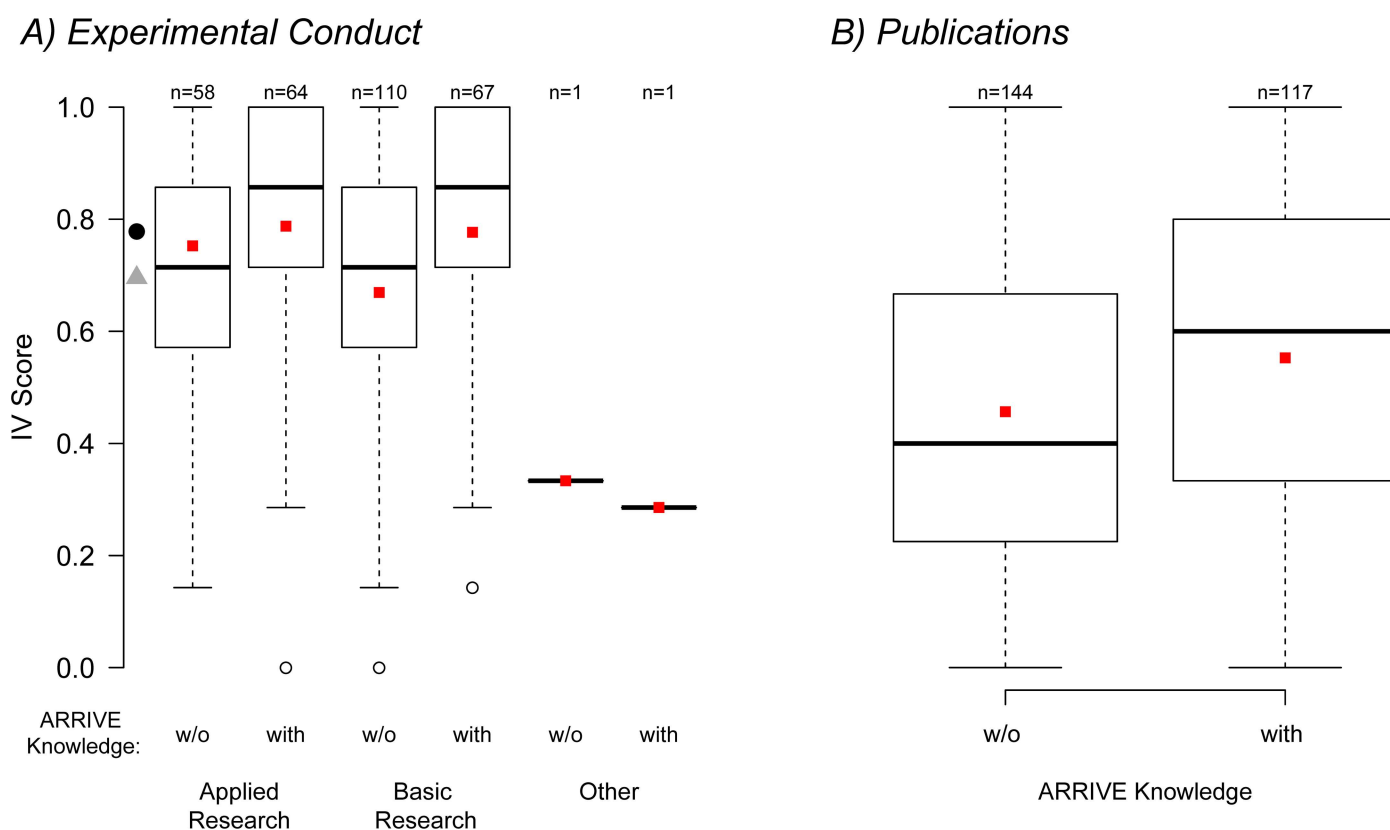 A) Experimental Conduct
B) Publications
n=58 n=64 n=110 n=67 n=1 n=1
n=144 n=117
1.0
0.8
0.6
0.4
0.2
0.0
IV Score
ARRIVE
Knowledge:
w/o with w/o with w/o with
Applied
Research
Basic
Research
Other
w/o with
ARRIVE Knowledge